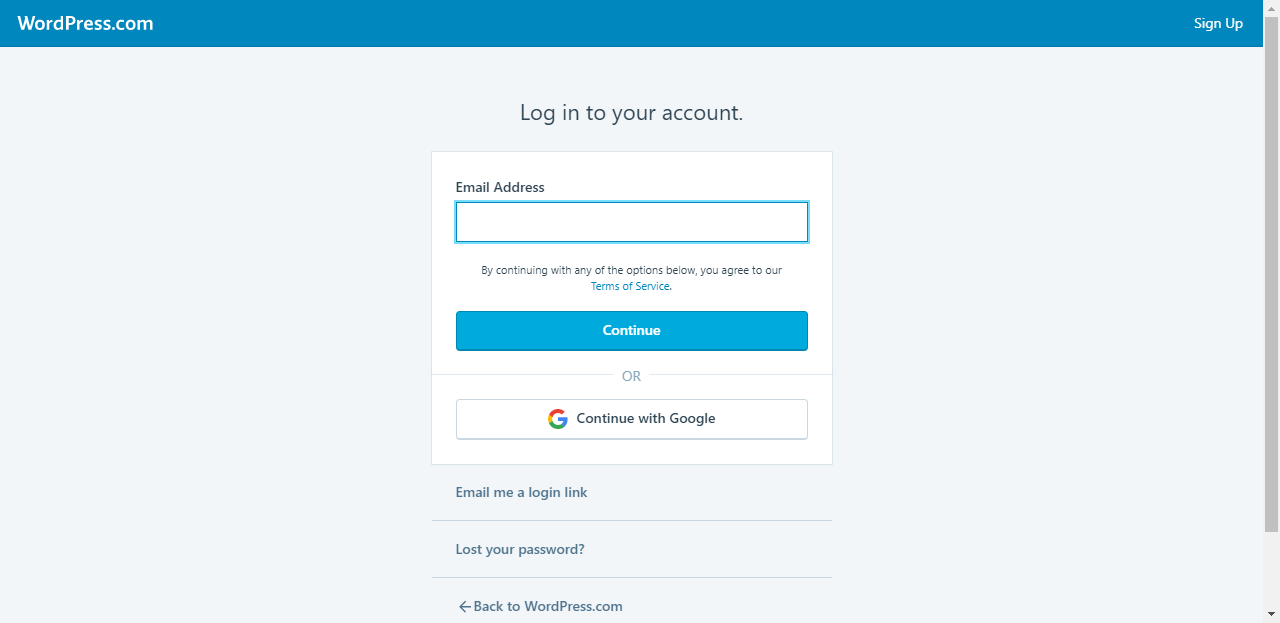 WordPress.com
Sign Up
Log in to your account.
Email Address
By continuing with any of the options below, you agree to our
Terms of Service.
Continue
OR
Continue with Google
Email me a login link
Lost your password?
Back to WordPress.com